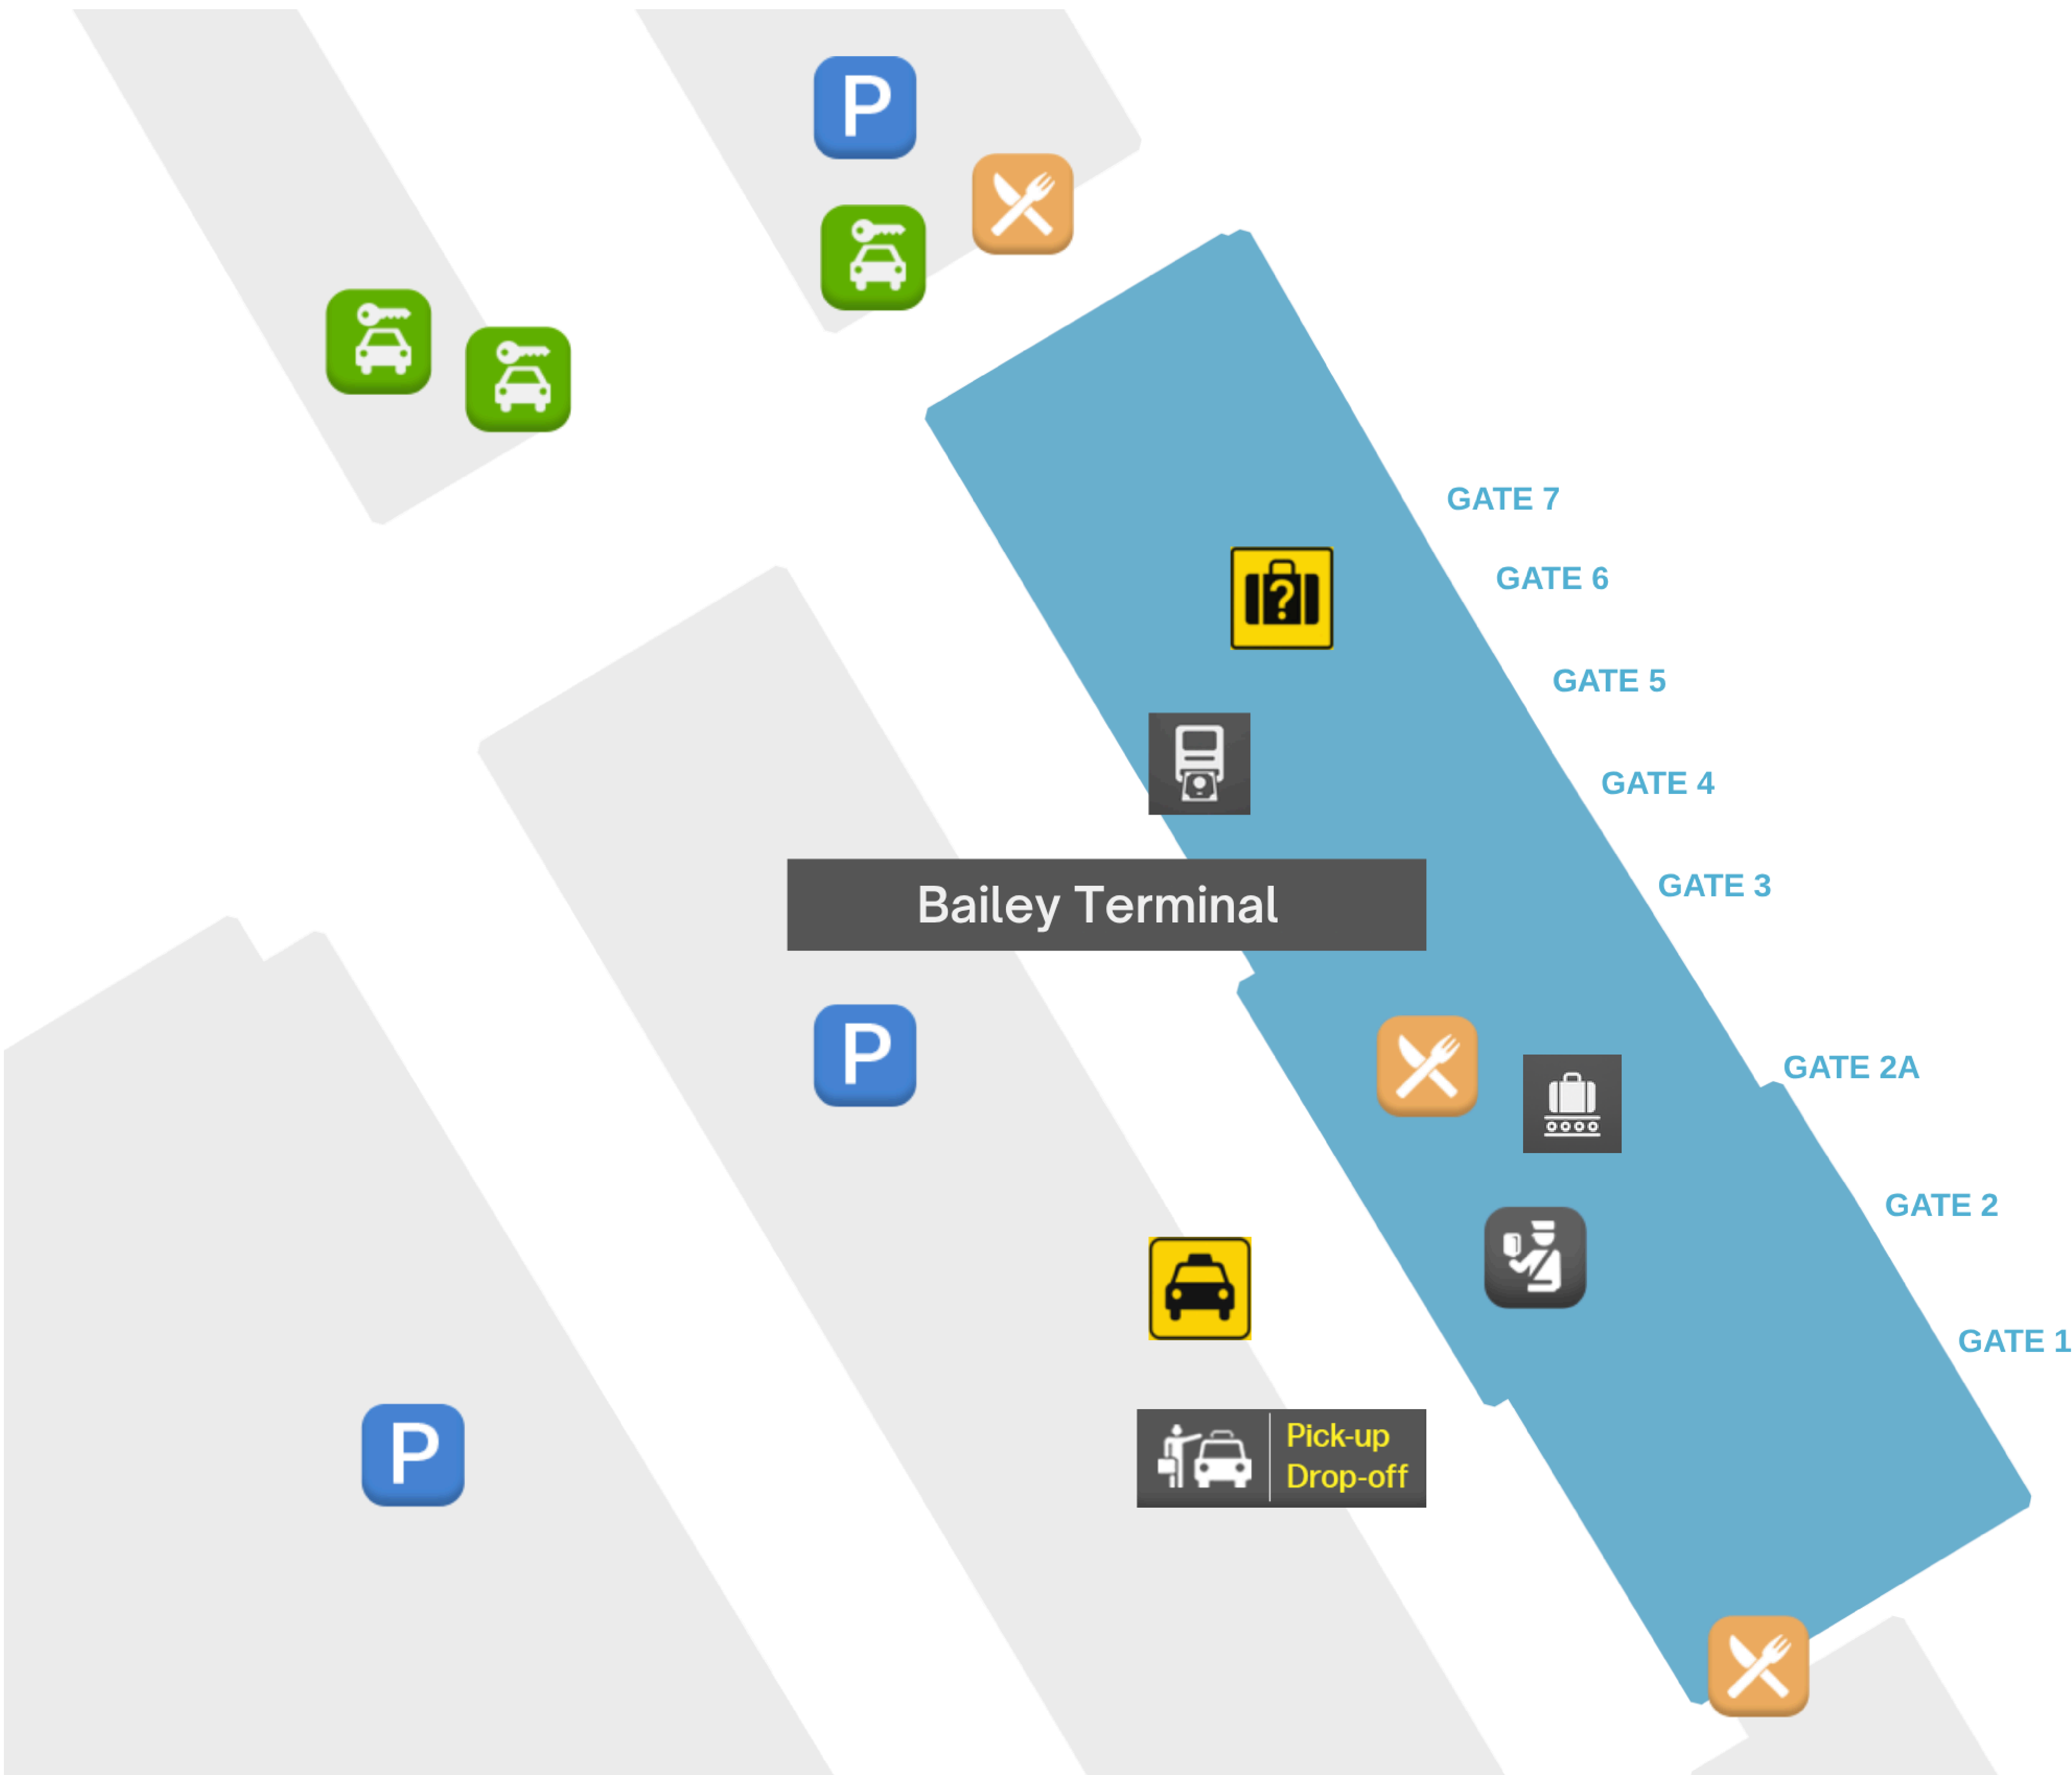 P
GATE 7
GATE 6
?
GATE 5
GATE 4
Bailey Terminal
GATE 3
P
GATE 2A
GATE 2
GATE 1
P
Pick-up
Drop-off